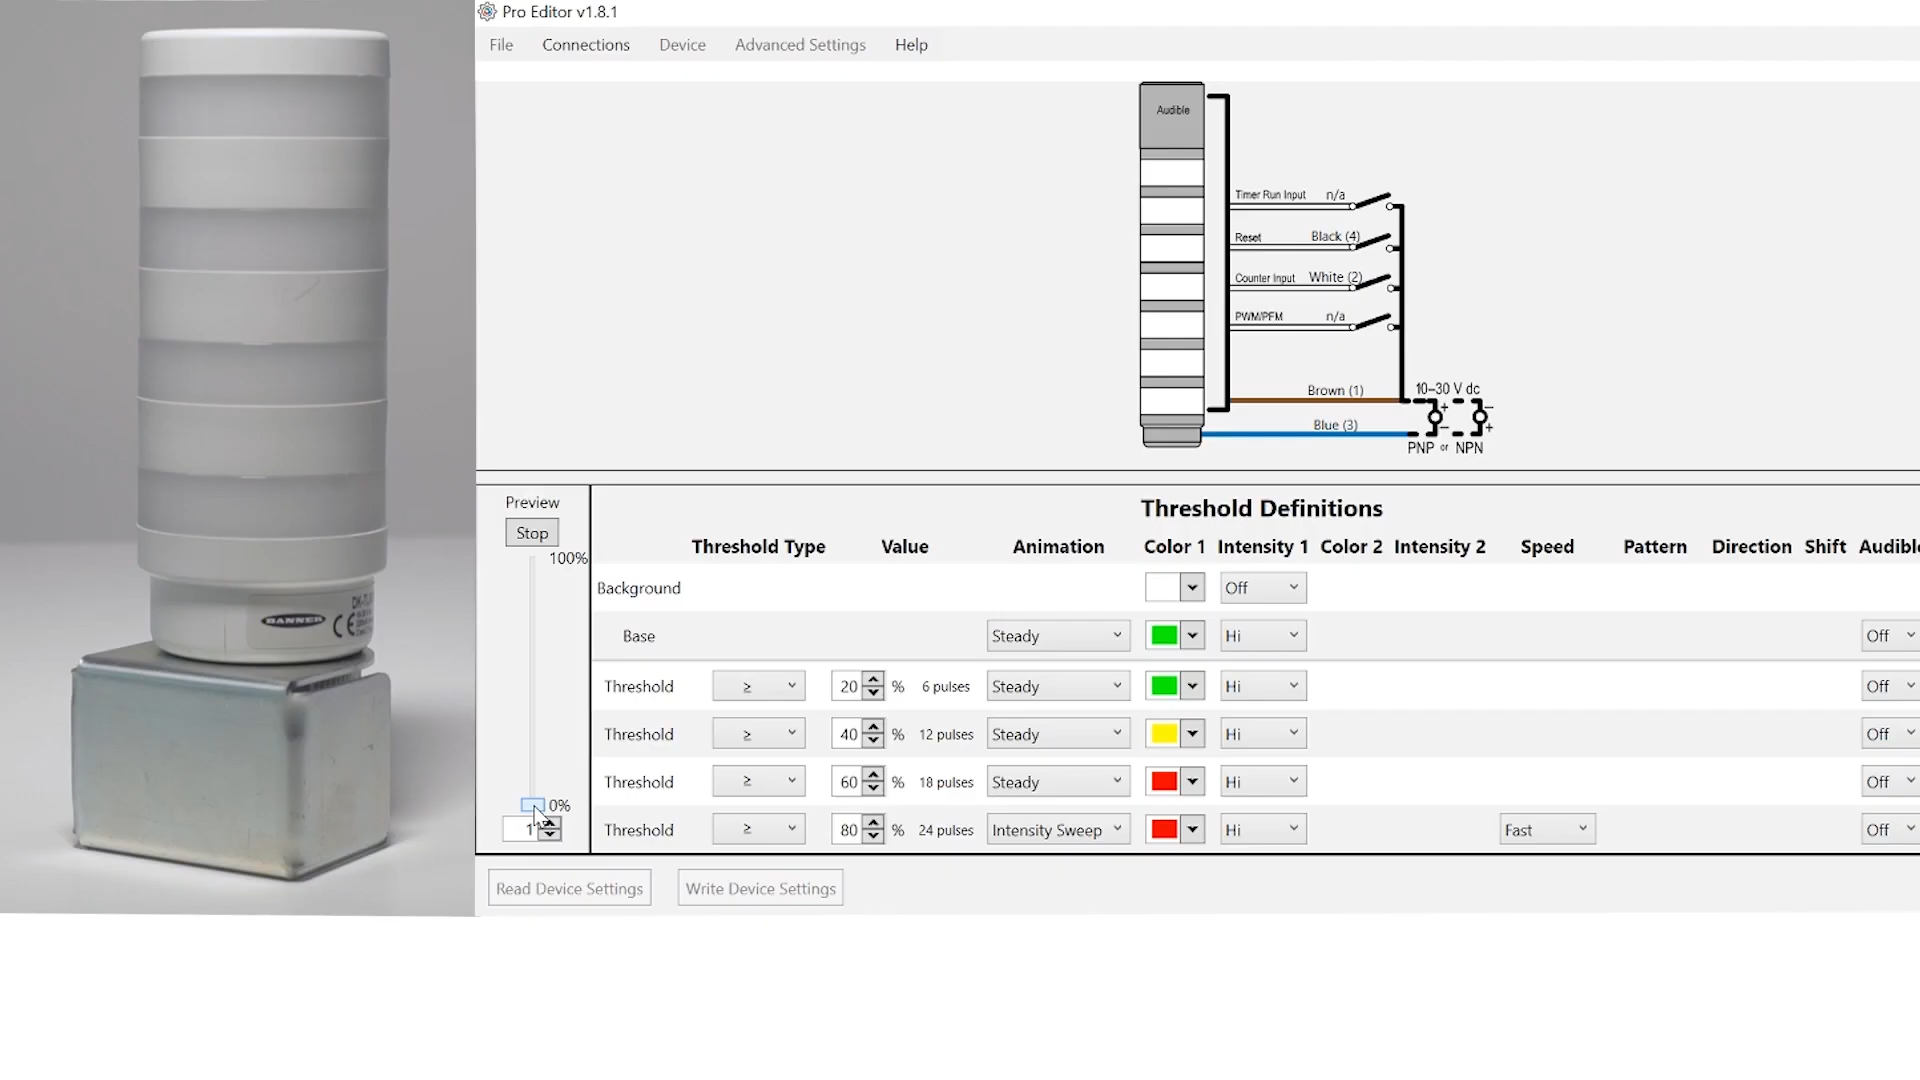 Pro Editor v1.8.1
File Connections Device Advanced Settings Help
Audible
Timer Run Input n/a
Reset Black (4)
Counter Input White (2)
PWM/PFM n/a
Brown (1) 10–30 V dc
+ –
– +
Blue (3)
PNP or NPN
BANNER CE
Preview
Stop
100%
0%
Threshold Definitions
Threshold Type Value Animation Color 1 Intensity 1 Color 2 Intensity 2 Speed Pattern Direction Shift Audible
Background Off
Base Steady Hi Off
Threshold ≥ 20 % 6 pulses Steady Hi Off
Threshold ≥ 40 % 12 pulses Steady Hi Off
Threshold ≥ 60 % 18 pulses Steady Hi Off
Threshold ≥ 80 % 24 pulses Intensity Sweep Hi Fast Off
Read Device Settings Write Device Settings